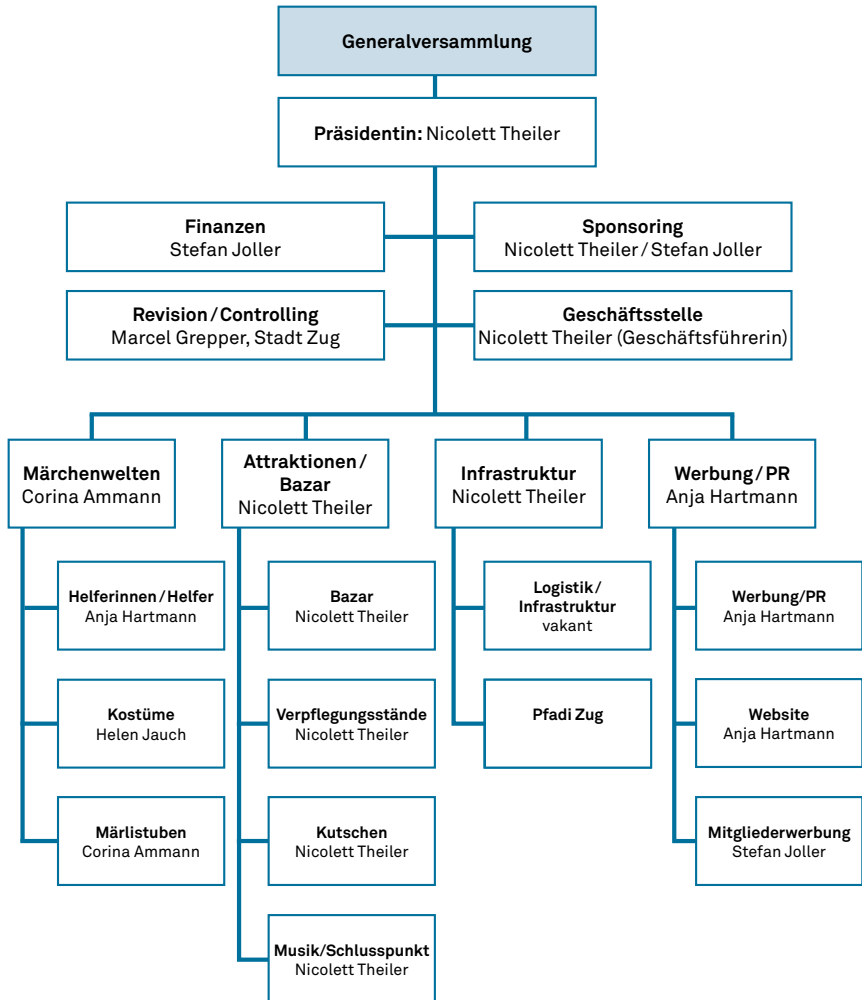 Generalversammlung
Präsidentin: Nicolett Theiler
Finanzen
Stefan Joller
Sponsoring
Nicolett Theiler / Stefan Joller
Revision / Controlling
Marcel Grepper, Stadt Zug
Geschäftsstelle
Nicolett Theiler (Geschäftsführerin)
Märchenwelten
Corina Ammann
Attraktionen /
Bazar
Nicolett Theiler
Infrastruktur
Nicolett Theiler
Werbung / PR
Anja Hartmann
Helferinnen / Helfer
Anja Hartmann
Bazar
Nicolett Theiler
Logistik /
Infrastruktur
vakant
Werbung/PR
Anja Hartmann
Kostüme
Helen Jauch
Verpflegungsstände
Nicolett Theiler
Pfadi Zug
Website
Anja Hartmann
Märlistuben
Corina Ammann
Kutschen
Nicolett Theiler
Mitgliederwerbung
Stefan Joller
Musik/Schlusspunkt
Nicolett Theiler